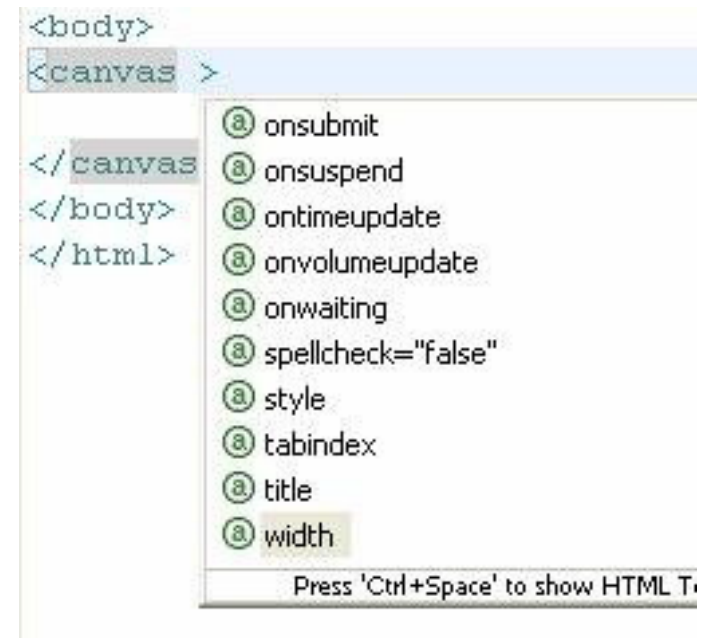 <body>
<canvas >
</canvas
</body>
</html>
@ onsubmit
@ onsuspend
@ ontimeupdate
@ onvolumeupdate
@ onwaiting
@ spellcheck="false"
@ style
@ tabindex
@ title
@ width
Press 'Ctrl+Space' to show HTML T